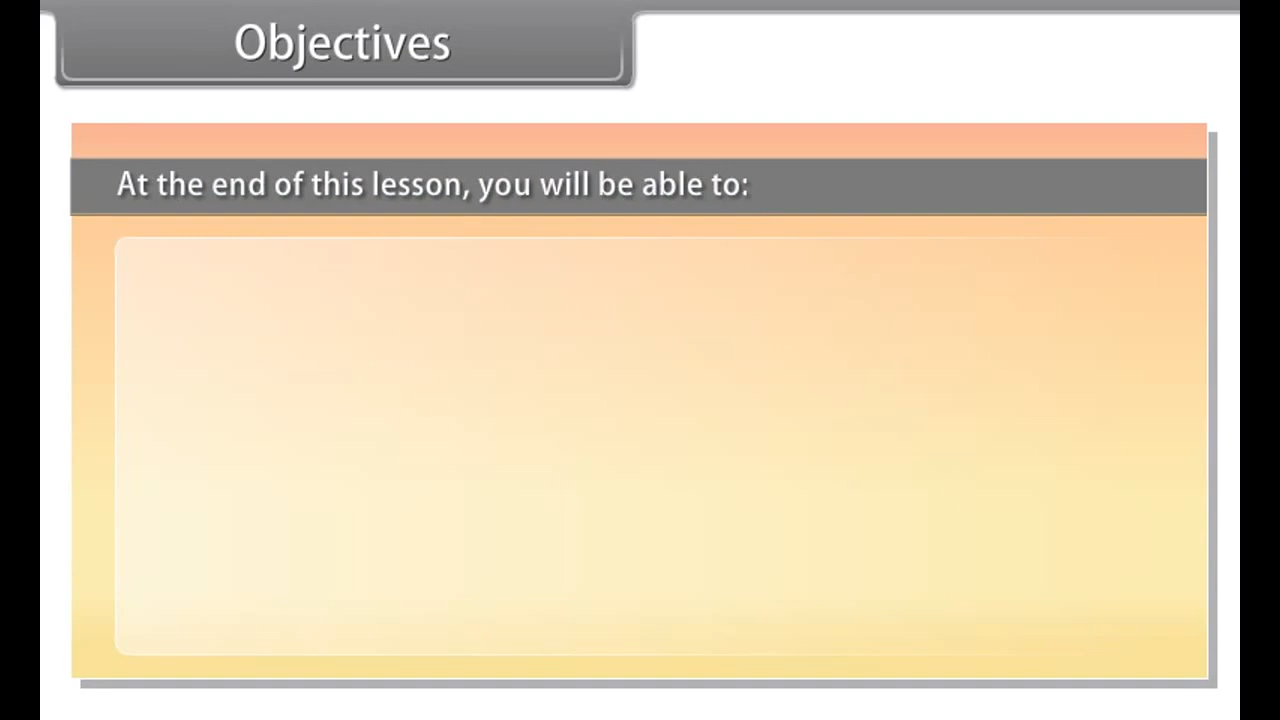 Objectives
At the end of this lesson, you will be able to: